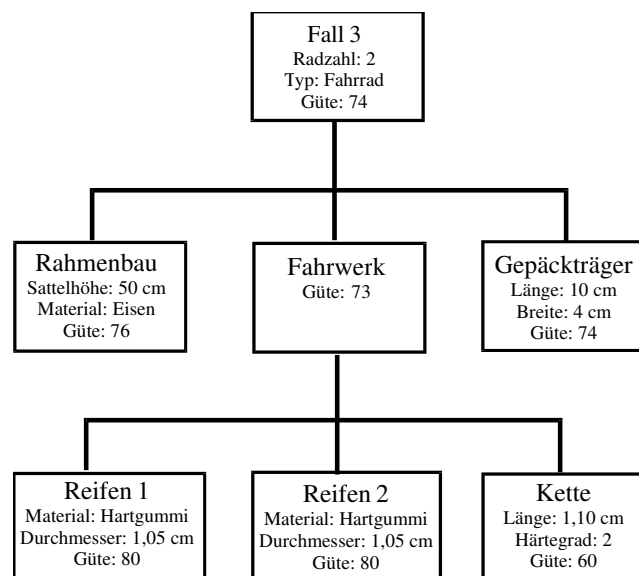 Fall 3
Radzahl: 2
Typ: Fahrrad
Güte: 74
Rahmenbau
Sattelhöhe: 50 cm
Material: Eisen
Güte: 76
Fahrwerk
Güte: 73
Gepäckträger
Länge: 10 cm
Breite: 4 cm
Güte: 74
Reifen 1
Material: Hartgummi
Durchmesser: 1,05 cm
Güte: 80
Reifen 2
Material: Hartgummi
Durchmesser: 1,05 cm
Güte: 80
Kette
Länge: 1,10 cm
Härtegrad: 2
Güte: 60